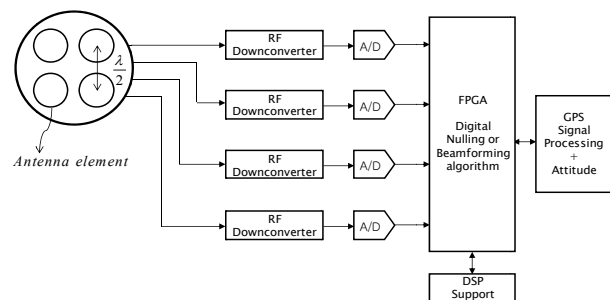 RF
Downconverter
A/D
λ
2
Antenna element
RF
Downconverter
A/D
RF
Downconverter
A/D
RF
Downconverter
A/D
FPGA
Digital
Nulling or
Beamforming
algorithm
GPS
Signal
Processing
+
Attitude
DSP
Support